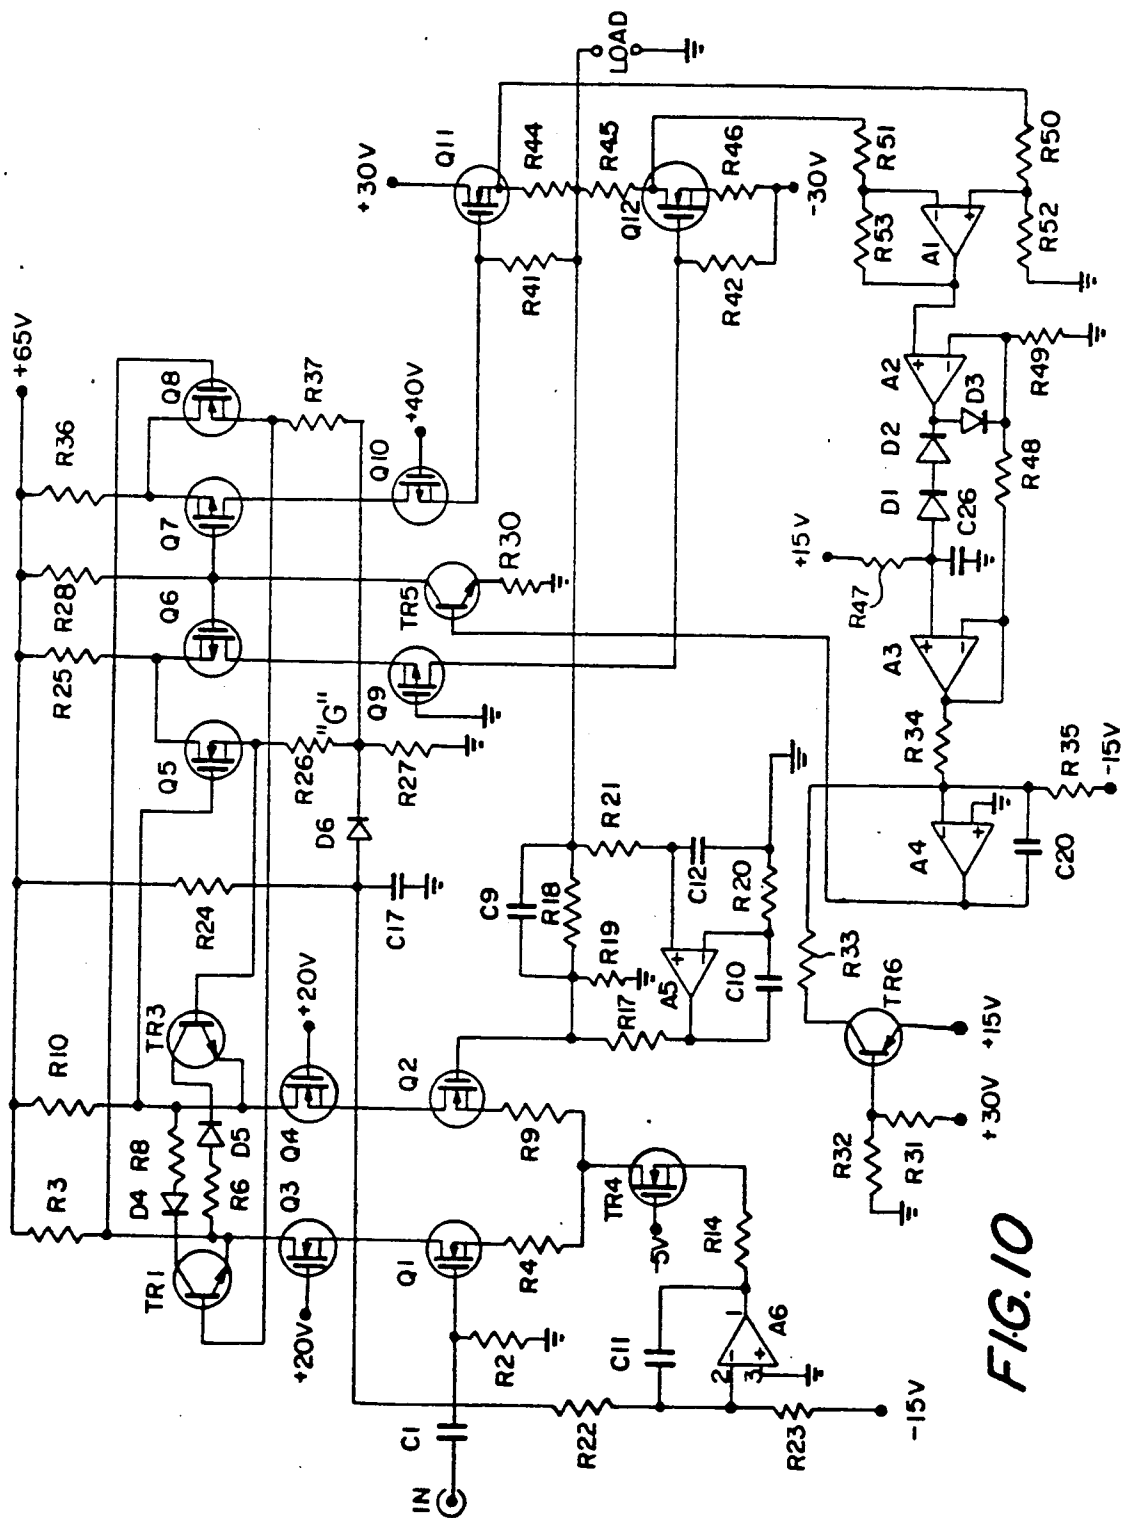 +65V
R36
Q8
R37
Q7
Q10
+40V
R28
Q6
R25
TR5
R30
Q5
Q9
R26
"G"
R27
D6
R24
C17
R10
TR3
+20V
Q4
R8
D5
R3
D4
R6
Q3
TR1
+20V
Q2
R9
Q1
R4
R2
C1
IN
TR4
-5V
R14
C11
A6
1
2
3
-
+
R22
R23
-15V
+30V
Q11
R44
R41
LOAD
R45
Q12
R46
R42
-30V
R51
R53
R50
R52
A1
-
+
A2
+
-
D3
R49
D2
D1
R48
C26
+15V
R47
A3
+
-
R34
R35
-15V
A4
-
+
C20
C9
R18
R21
R19
C12
R20
R17
A5
+
-
C10
R33
TR6
+15V
+30V
R32
R31
FIG. 10